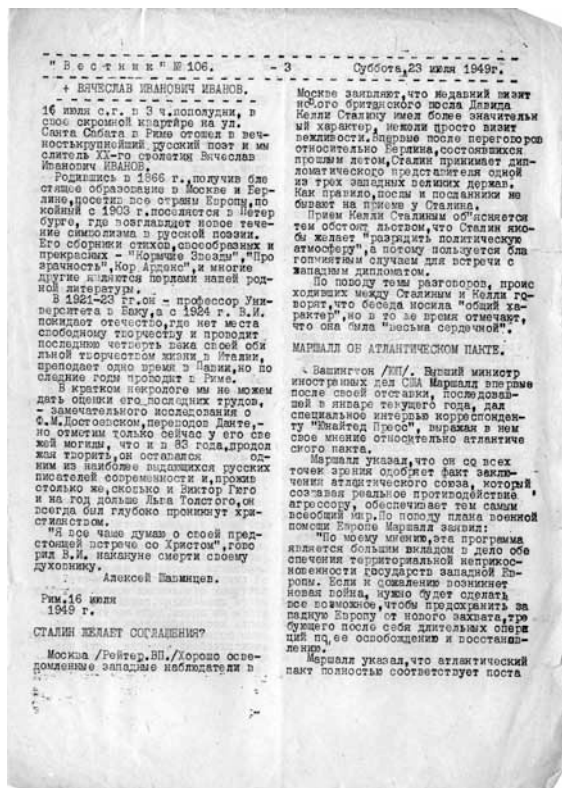 "Вестник" № 106. - 3 Суббота, 23 июля 1949г.
+ ВЯЧЕСЛАВ ИВАНОВИЧ ИВАНОВ.
16 июля с.г. в 3 ч.пополудни, в
свое скромной квартире на ул.
Санта Сабата в Риме отошел в веч-
ностькрупнейший русский поэт и мы
слитель XX-го столетия Вячеслав
Иванович ИВАНОВ.
Родившись в 1866 г.,получив бле
стящее образование в Москве и Бер-
лине,посетив все страны Европы,по
койный с 1903 г.поселяется в Петер
бурге, где возглавляет новое тече-
ние символизма в русской поэзии.
Его сборники стихов,своеобразных и
прекрасных - "Кормчие Звезды","Про
зрачность",Кор Арденс",и многие
другие являются перлами нашей род-
ной литературы.
В 1921-23 гг.он - профессор Уни-
верситета в Баку,а с 1924 г. В.И.
покидает отечество,где нет места
свободному творчеству и проводит
последнюю четверть века своей оби
льной творчеством жизни в Италии,
преподает одно время в Павии,но по
следние годы проводит в Риме.
В кратком некрологе мы не можем
дать оценки его последних трудов,
- замечательного исследования о
Ф.М.Достоевском,переводов Данте,-
но отметим только сейчас у его све
жей могилы, что и в 83 года,продол
жая творить,он оставался од-
ним из наиболее выдающихся русских
писателей современности и,прожив
столько же,сколько и Виктор Гюго
и на год дольше Льва Толстого,он
всегда был глубоко проникнут хри-
стианством.
"Я все чаще думаю о своей пред-
стоящей встрече со Христом",гово
рил В.И. накануне смерти своему
духовнику.
Алексей Шавинцев.
Рим.16 июля
1949 г.
СТАЛИН ЖЕЛАЕТ СОГЛАШЕНИЯ?
Москва /Рейтер.ВП./Хорошо осве-
домленные западные наблюдатели в
Москве заявляют,что недавний визит
нового британского посла Давида
Келли Сталину имел более значительн
ый характер, нежели просто визит
вежливости.Впервые после переговоров
относительно Берлина,состоявшихся
прошлым летом,Сталин принимает дип-
ломатического представителя одной
из трех западных великих держав.
Как правило,послы и посланники не
бывают на приеме у Сталина.
Прием Келли Сталиным об"ясняется
тем обстоят льством,что Сталин яко-
бы желает "разрядить политическую
атмосферу",а потому пользуется бла
гоприятным случаем для встречи с
западным дипломатом.
По поводу темы разговоров, проис
ходивших между Сталиным и Келли го-
ворят,что беседа носила "общий ха-
рактер",но в то же время отмечают,
что она была "весьма сердечной".
МАРШАЛЛ ОБ АТЛАНТИЧЕСКОМ ПАКТЕ.
Вашингтон /ЮП/. Бывший министр
иностранных дел США Маршалл впервые
после своей отставки, последовав-
шей в январе текущего года, дал
специальное интервью корреспонден-
ту "Юнайтед Пресс", выражая в нем
свое мнение относительно атлантиче
ского пакта.
Маршалл указал,что он со всех
точек зрения одобряет факт заклю-
чения атлантического союза, который
создавая реальное противодействие
агрессору, обеспечивает тем самым
всеобщий мир.По поводу плана военной
помощи Европе Маршалл заявил:
"По моему мнению,эта программа
является большим вкладом в дело обе
спечения территориальной неприкос-
новенности государств западной Ев-
ропы. Если к сожалению возникнет
новая война, нужно будет сделать
все возможное,чтобы предохранить за
падную Европу от нового захвата,тре
бующего после себя длительных опера
ций по ее освобождению и восстанов-
лению.
Маршалл указал,что атлантический
пакт полностью соответствует поста